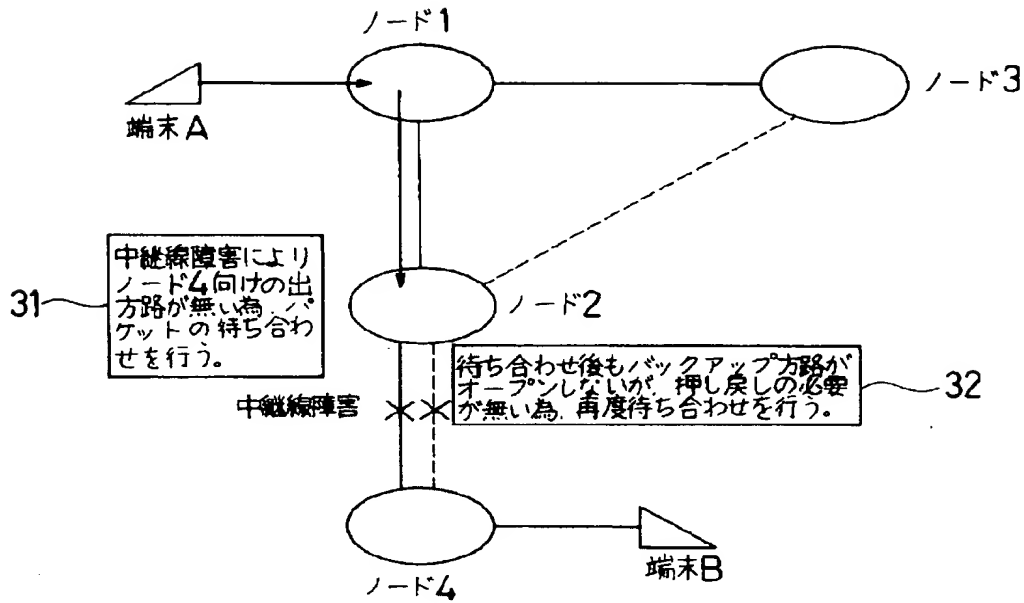 ノード1
ノード3
端末A
中継線障害により
ノード4向けの出
方路が無い為、パ
ケットの待ち合わ
せを行う。
31
ノード2
待ち合わせ後もバックアップ方路が
オープンしないが、押し戻しの必要
が無い為、再度待ち合わせを行う。
32
中継線障害
端末B
ノード4